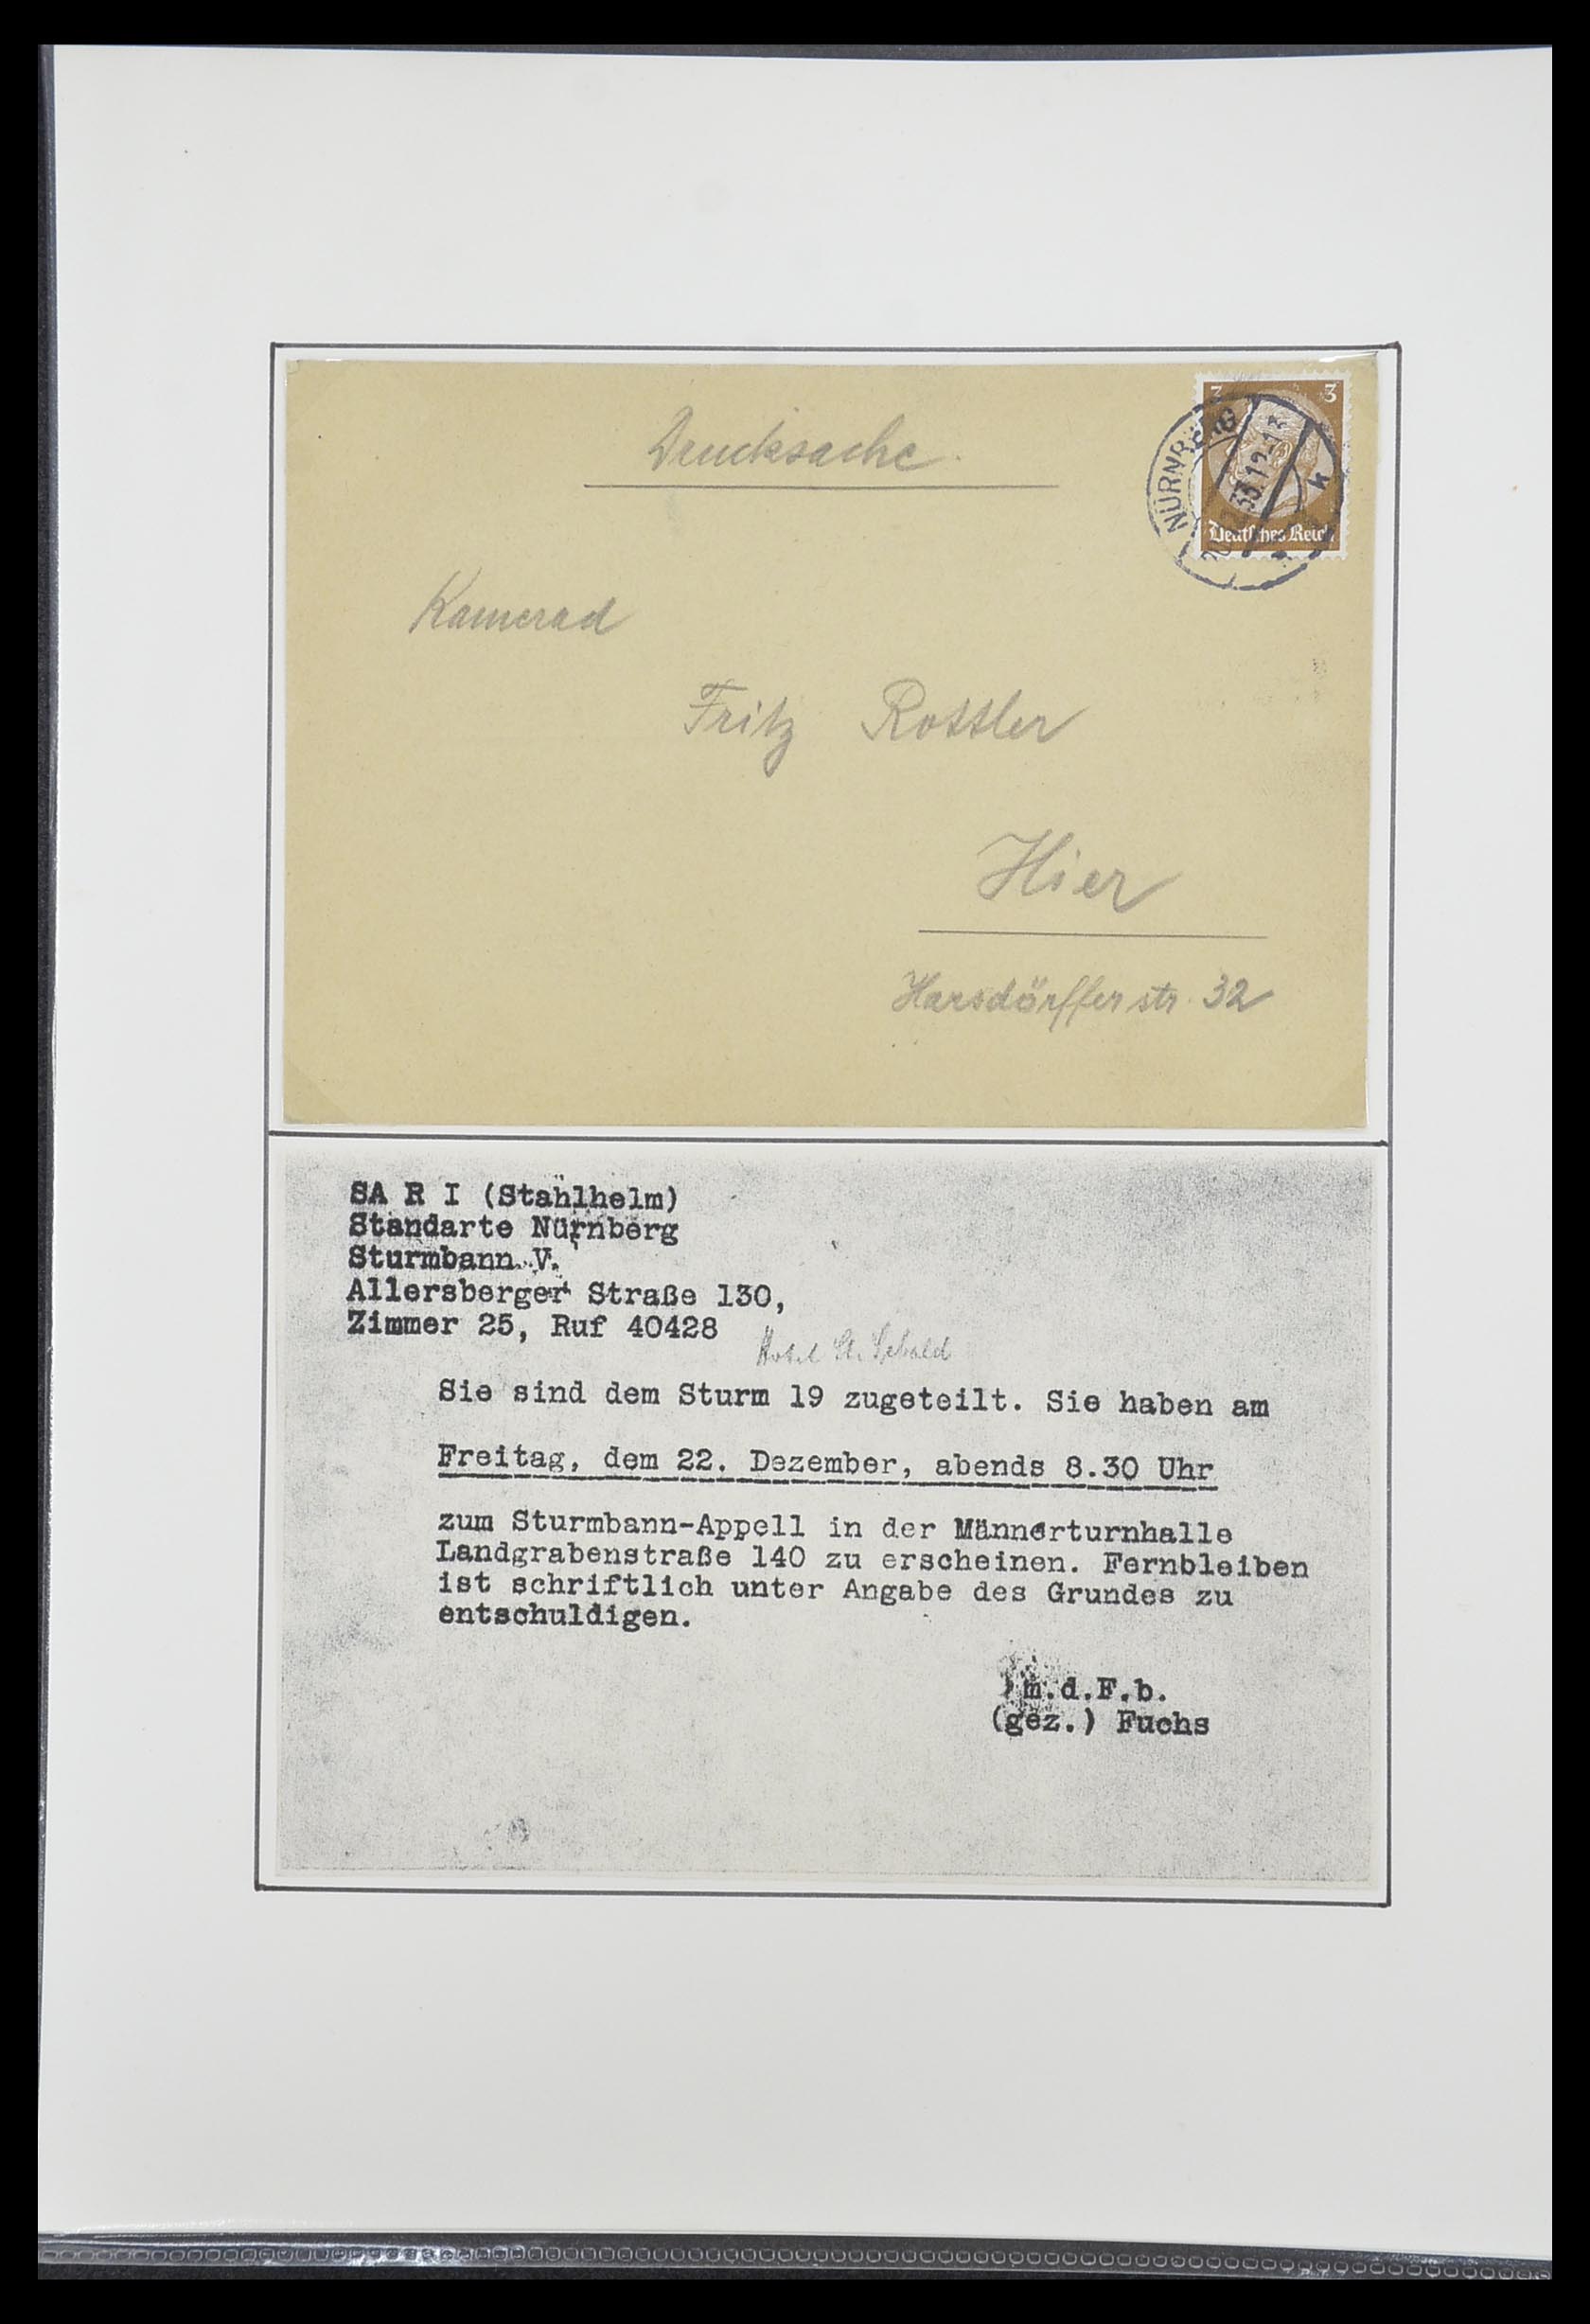 Drucksache.
3 3
NÜRNBERG
33.19-
k
Deutsches Reich
Kamerad
Fritz Rottler
Hier
Harsdörfferstr. 32
SA R I (Stahlhelm)
Standarte Nürnberg
Sturmbann V.
Allersberger Straße 130,
Zimmer 25, Ruf 40428
Hotel St. Sebald
Sie sind dem Sturm 19 zugeteilt. Sie haben am
Freitag, dem 22. Dezember, abends 8.30 Uhr
zum Sturmbann-Appell in der Männerturnhalle
Landgrabenstraße 140 zu erscheinen. Fernbleiben
ist schriftlich unter Angabe des Grundes zu
entschuldigen.
m.d.F.b.
(gez.) Fuchs